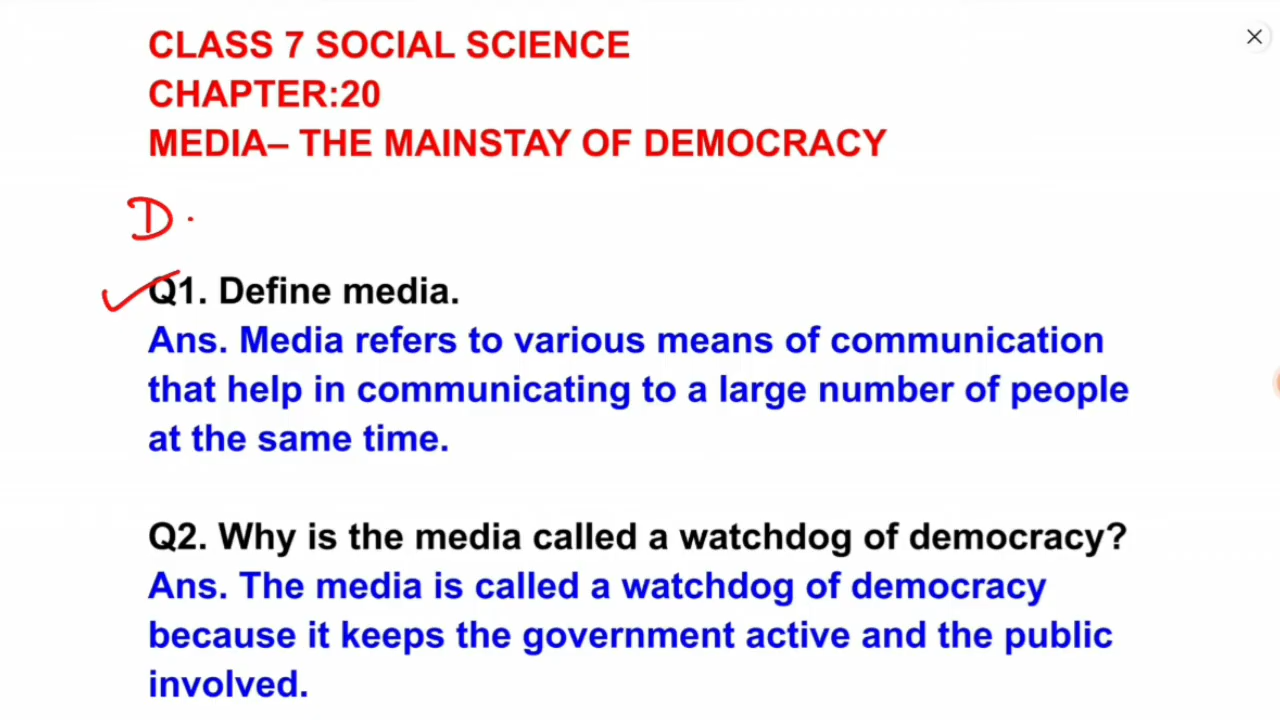 CLASS 7 SOCIAL SCIENCE
CHAPTER:20
MEDIA– THE MAINSTAY OF DEMOCRACY
D.
Q1. Define media.
Ans. Media refers to various means of communication
that help in communicating to a large number of people
at the same time.
Q2. Why is the media called a watchdog of democracy?
Ans. The media is called a watchdog of democracy
because it keeps the government active and the public
involved.